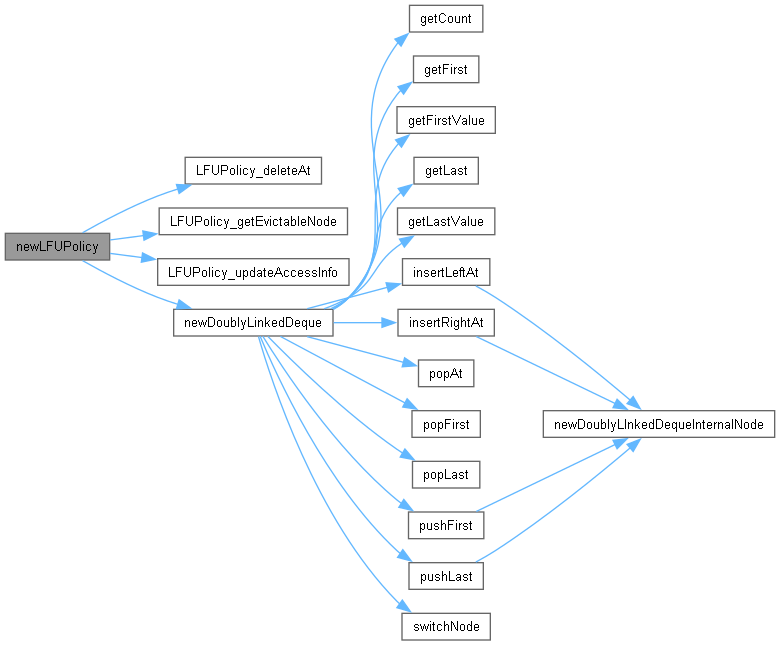 newLFUPolicy
LFUPolicy_deleteAt
LFUPolicy_getEvictableNode
LFUPolicy_updateAccessInfo
newDoublyLinkedDeque
getCount
getFirst
getFirstValue
getLast
getLastValue
insertLeftAt
insertRightAt
popAt
popFirst
popLast
pushFirst
pushLast
switchNode
newDoublyLInkedDequeInternalNode